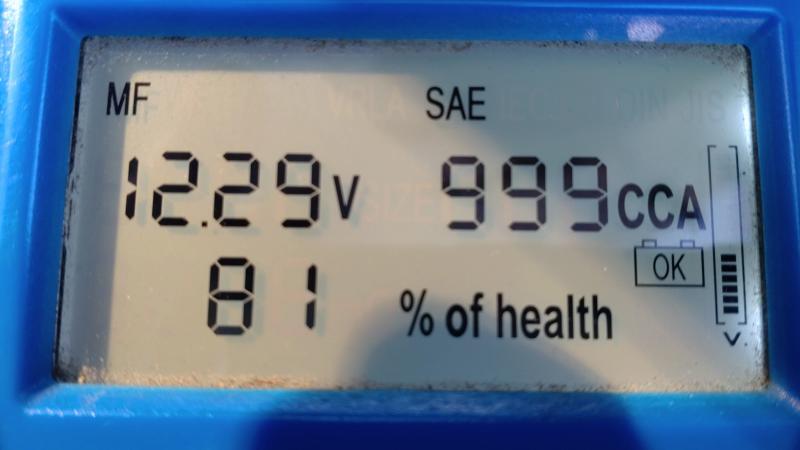 MF SAE
12.29V 999CCA
OK
81 % of health